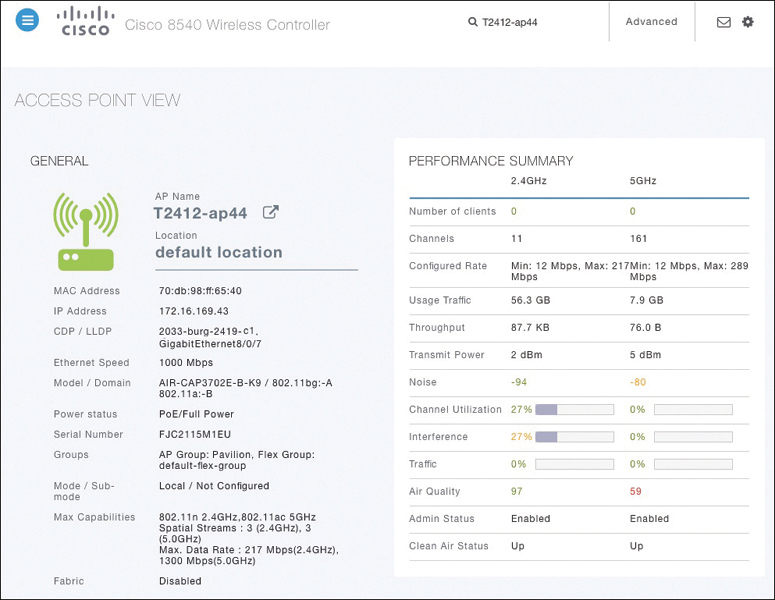 CISCO
Cisco 8540 Wireless Controller
T2412-ap44
Advanced
ACCESS POINT VIEW
GENERAL
AP Name
T2412-ap44
Location
default location
MAC Address 70:db:98:ff:65:40
IP Address 172.16.169.43
CDP / LLDP 2033-burg-2419-c1,
GigabitEthernet8/0/7
Ethernet Speed 1000 Mbps
Model / Domain AIR-CAP3702E-B-K9 / 802.11bg:-A
802.11a:-B
Power status PoE/Full Power
Serial Number FJC2115M1EU
Groups AP Group: Pavilion, Flex Group:
default-flex-group
Mode / Sub- Local / Not Configured
mode
Max Capabilities 802.11n 2.4GHz,802.11ac 5GHz
Spatial Streams : 3 (2.4GHz), 3
(5.0GHz)
Max. Data Rate : 217 Mbps(2.4GHz),
1300 Mbps(5.0GHz)
Fabric Disabled
PERFORMANCE SUMMARY
2.4GHz 5GHz
Number of clients 0 0
Channels 11 161
Configured Rate Min: 12 Mbps, Max: 217 Min: 12 Mbps, Max: 289
Mbps Mbps
Usage Traffic 56.3 GB 7.9 GB
Throughput 87.7 KB 76.0 B
Transmit Power 2 dBm 5 dBm
Noise -94 -80
Channel Utilization 27% 0%
Interference 27% 0%
Traffic 0% 0%
Air Quality 97 59
Admin Status Enabled Enabled
Clean Air Status Up Up